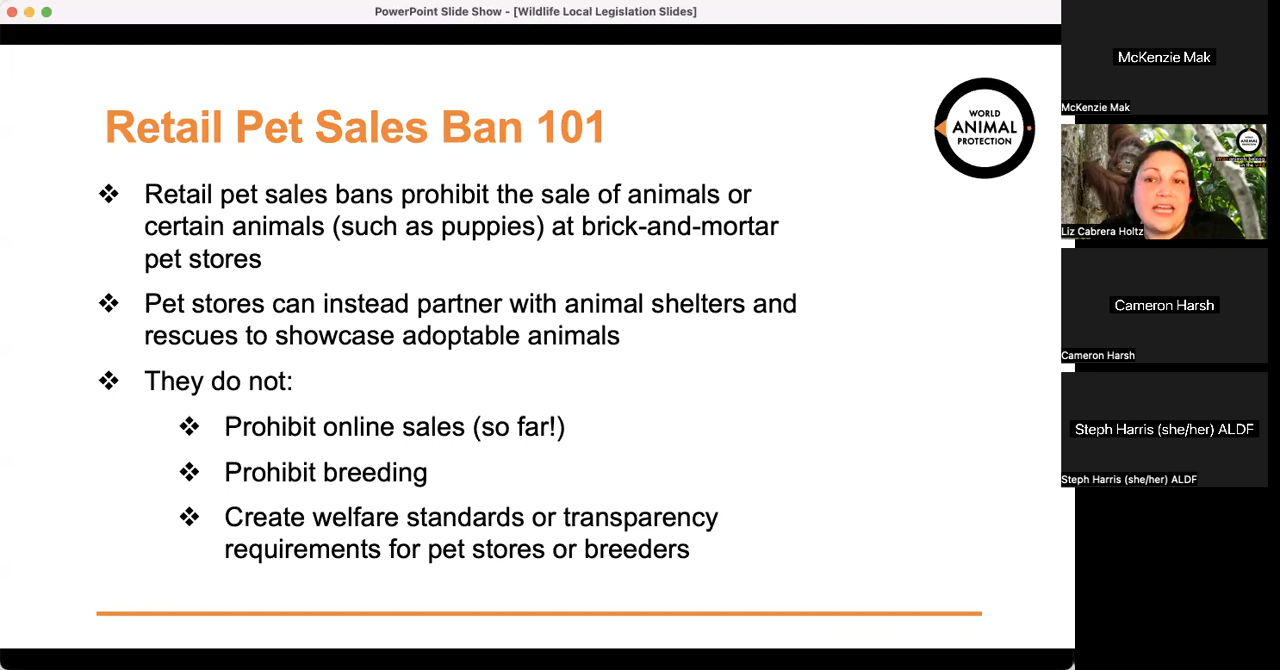 PowerPoint Slide Show - [Wildlife Local Legislation Slides]
Retail Pet Sales Ban 101
WORLD
ANIMAL
PROTECTION
❖ Retail pet sales bans prohibit the sale of animals or
certain animals (such as puppies) at brick-and-mortar
pet stores
❖ Pet stores can instead partner with animal shelters and
rescues to showcase adoptable animals
❖ They do not:
❖ Prohibit online sales (so far!)
❖ Prohibit breeding
❖ Create welfare standards or transparency
requirements for pet stores or breeders
McKenzie Mak
McKenzie Mak
WORLD
ANIMAL
PROTECTION
Liz Cabrera Holtz
Cameron Harsh
Cameron Harsh
Steph Harris (she/her) ALDF
Steph Harris (she/her) ALDF